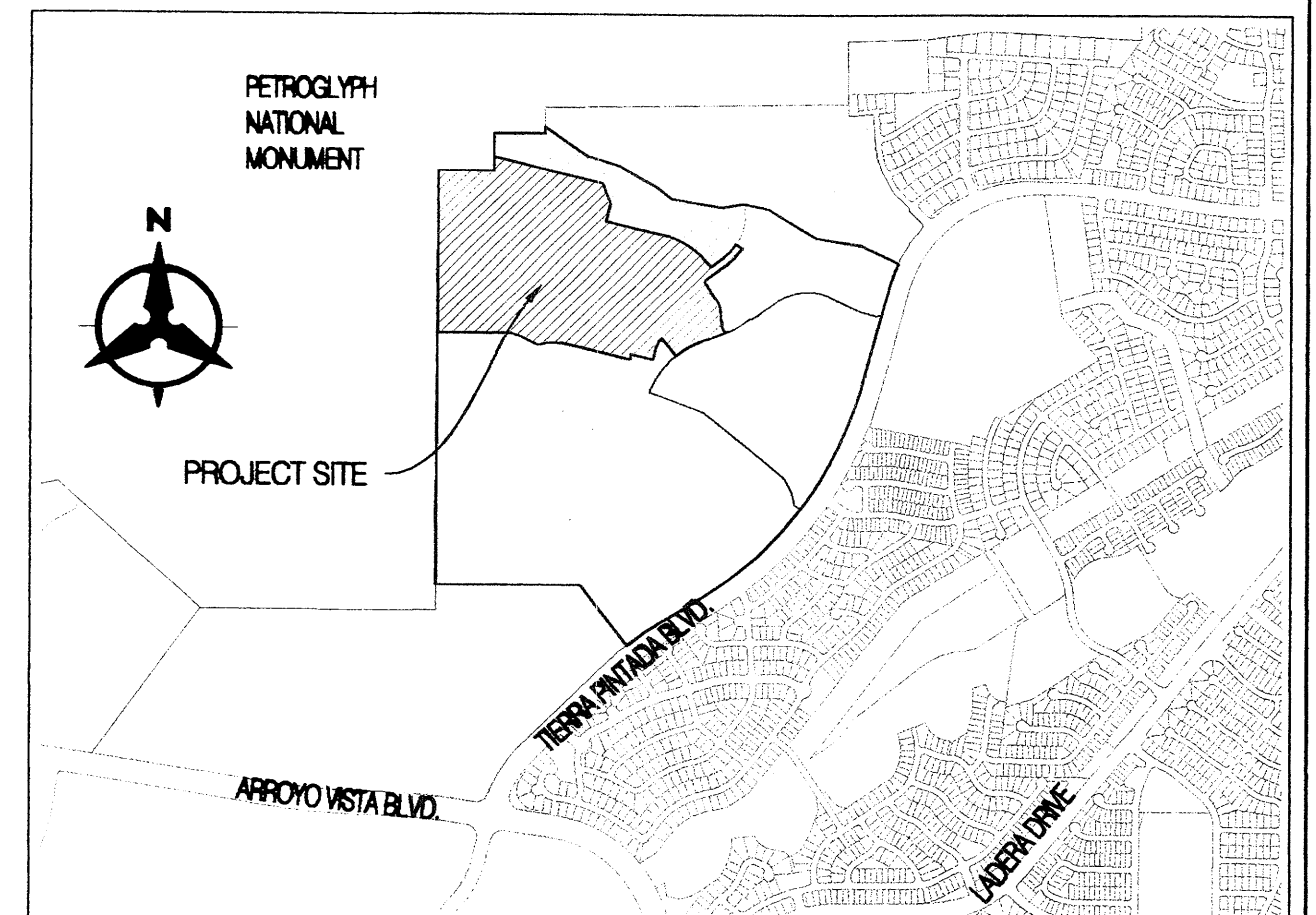 PETROGLYPH
NATIONAL
MONUMENT
N
PROJECT SITE
TIERRA PINTADA BLVD.
ARROYO VISTA BLVD.
LADERA DRIVE